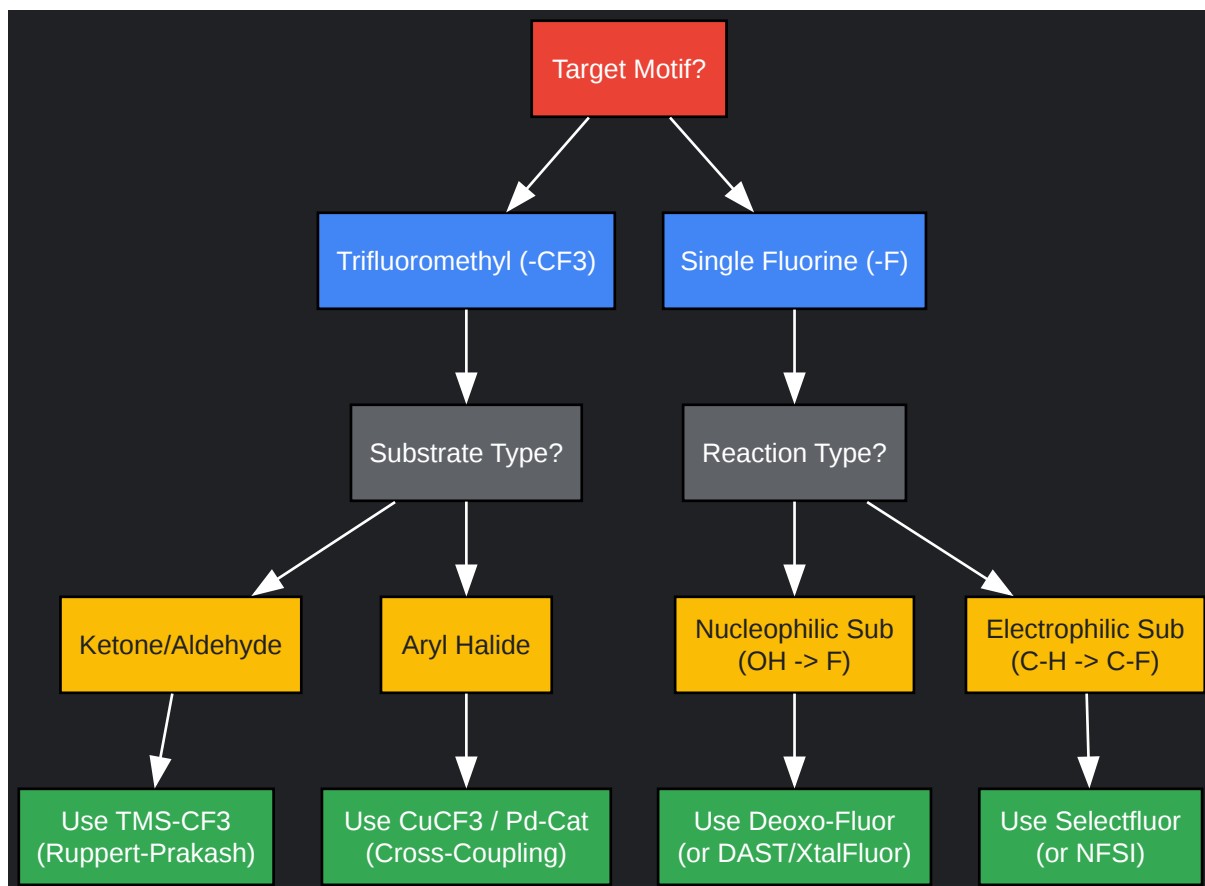 Target Motif?
Trifluoromethyl (-CF3)
Single Fluorine (-F)
Substrate Type?
Reaction Type?
Ketone/Aldehyde
Aryl Halide
Nucleophilic Sub
(OH -> F)
Electrophilic Sub
(C-H -> C-F)
Use TMS-CF3
(Ruppert-Prakash)
Use CuCF3 / Pd-Cat
(Cross-Coupling)
Use Deoxo-Fluor
(or DAST/XtalFluor)
Use Selectfluor
(or NFSI)